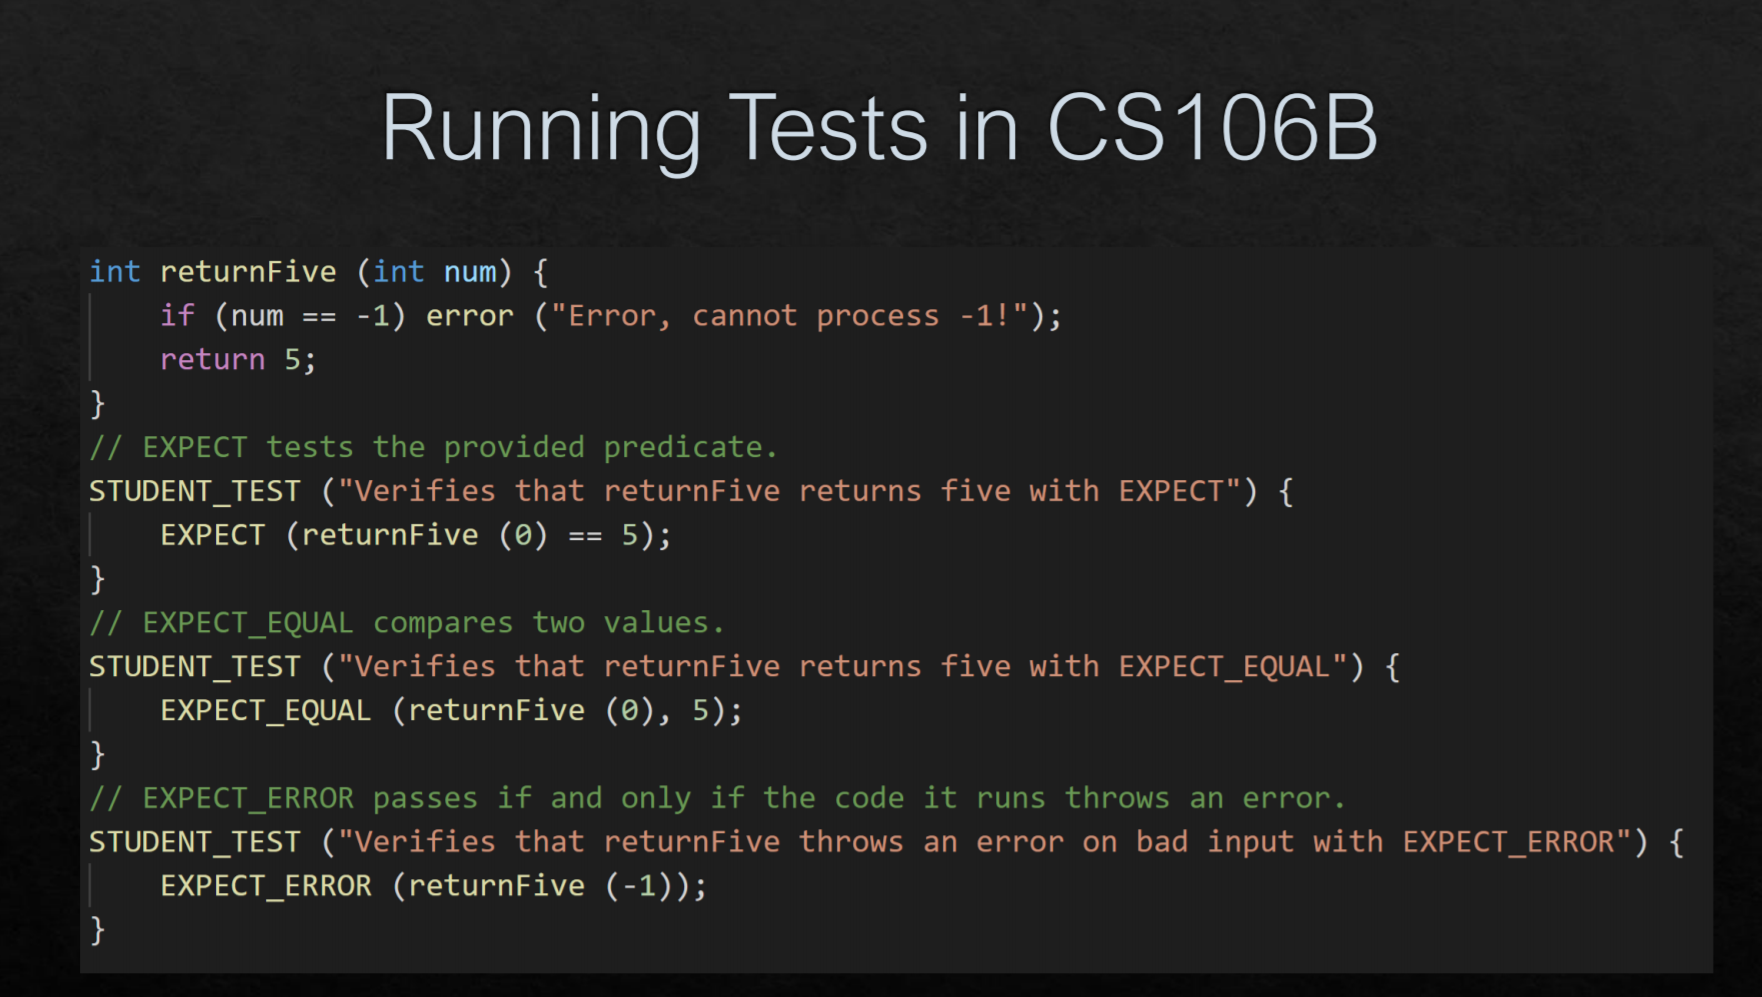 Running Tests in CS106B
int returnFive (int num) {
    if (num == -1) error ("Error, cannot process -1!");
    return 5;
}
// EXPECT tests the provided predicate.
STUDENT_TEST ("Verifies that returnFive returns five with EXPECT") {
    EXPECT (returnFive (0) == 5);
}
// EXPECT_EQUAL compares two values.
STUDENT_TEST ("Verifies that returnFive returns five with EXPECT_EQUAL") {
    EXPECT_EQUAL (returnFive (0), 5);
}
// EXPECT_ERROR passes if and only if the code it runs throws an error.
STUDENT_TEST ("Verifies that returnFive throws an error on bad input with EXPECT_ERROR") {
    EXPECT_ERROR (returnFive (-1));
}